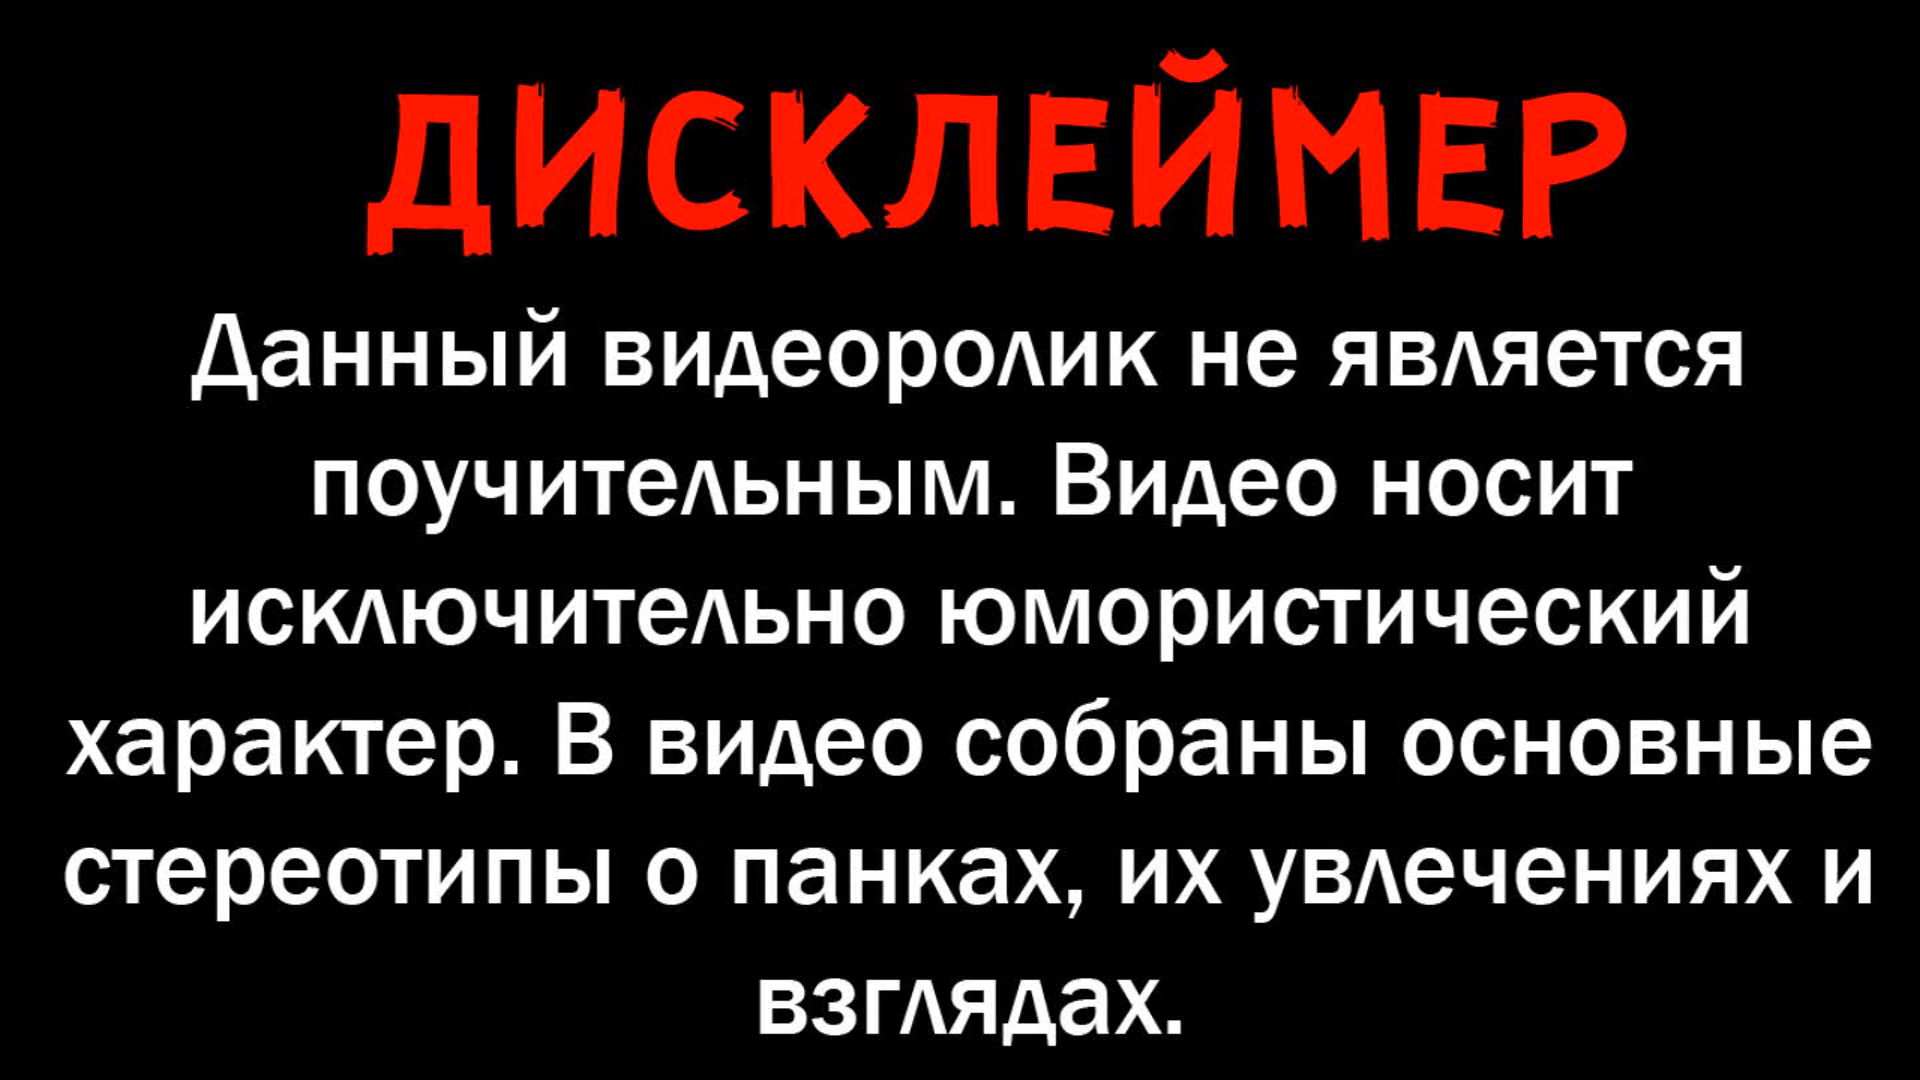 ДИСКЛЕЙМЕР
Данный видеоролик не является
поучительным. Видео носит
исключительно юмористический
характер. В видео собраны основные
стереотипы о панках, их увлечениях и
взглядах.